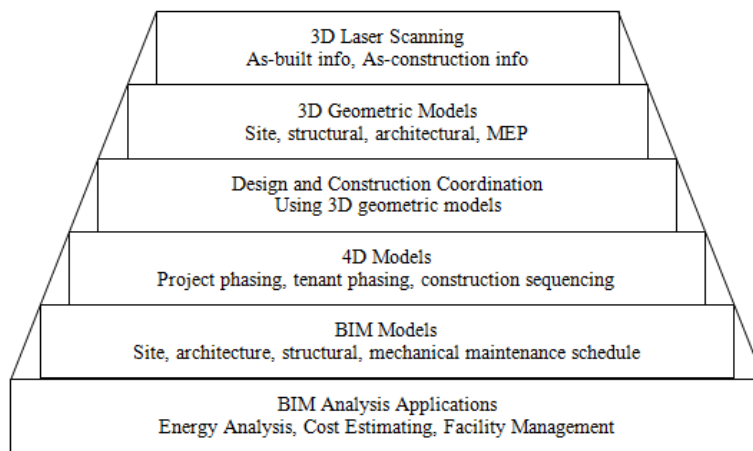 3D Laser Scanning
As-built info, As-construction info
3D Geometric Models
Site, structural, architectural, MEP
Design and Construction Coordination
Using 3D geometric models
4D Models
Project phasing, tenant phasing, construction sequencing
BIM Models
Site, architecture, structural, mechanical maintenance schedule
BIM Analysis Applications
Energy Analysis, Cost Estimating, Facility Management